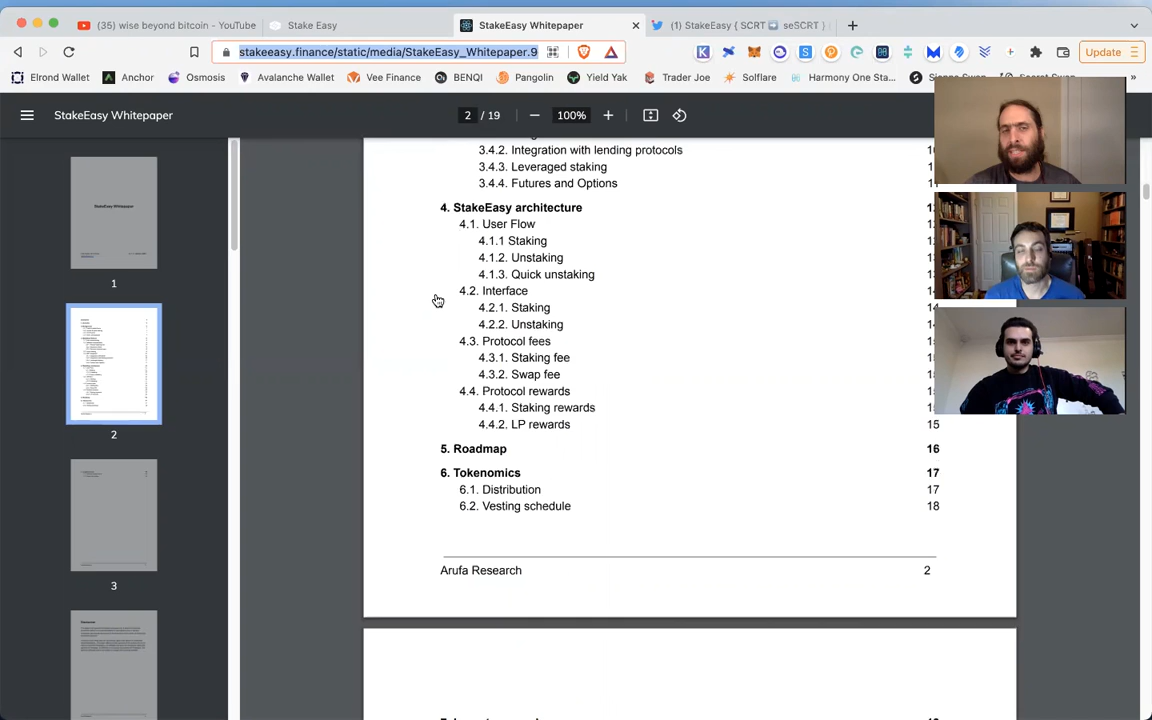 (35) wise beyond bitcoin - YouTube
Stake Easy
StakeEasy Whitepaper
(1) StakeEasy { SCRT ➡ seSCRT }
stakeeasy.finance/static/media/StakeEasy_Whitepaper.9
Update
Elrond Wallet
Anchor
Osmosis
Avalanche Wallet
Vee Finance
BENQI
Pangolin
Yield Yak
Trader Joe
Solflare
Harmony One Sta...
StakeEasy Whitepaper
2 / 19
100%
3.4.2. Integration with lending protocols
3.4.3. Leveraged staking
3.4.4. Futures and Options
4. StakeEasy architecture
4.1. User Flow
4.1.1 Staking
4.1.2. Unstaking
4.1.3. Quick unstaking
4.2. Interface
4.2.1. Staking
4.2.2. Unstaking
4.3. Protocol fees
4.3.1. Staking fee
4.3.2. Swap fee
4.4. Protocol rewards
4.4.1. Staking rewards
4.4.2. LP rewards 15
5. Roadmap 16
6. Tokenomics 17
6.1. Distribution 17
6.2. Vesting schedule 18
Arufa Research 2
StakeEasy Whitepaper
1
2
3